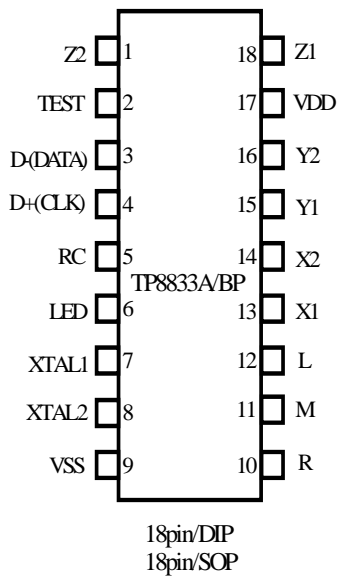 Z2 1 18 Z1
TEST 2 17 VDD
D-(DATA) 3 16 Y2
D+(CLK) 4 15 Y1
RC 5 14 X2
TP8833A/BP
LED 6 13 X1
XTAL1 7 12 L
XTAL2 8 11 M
VSS 9 10 R
18pin/DIP
18pin/SOP